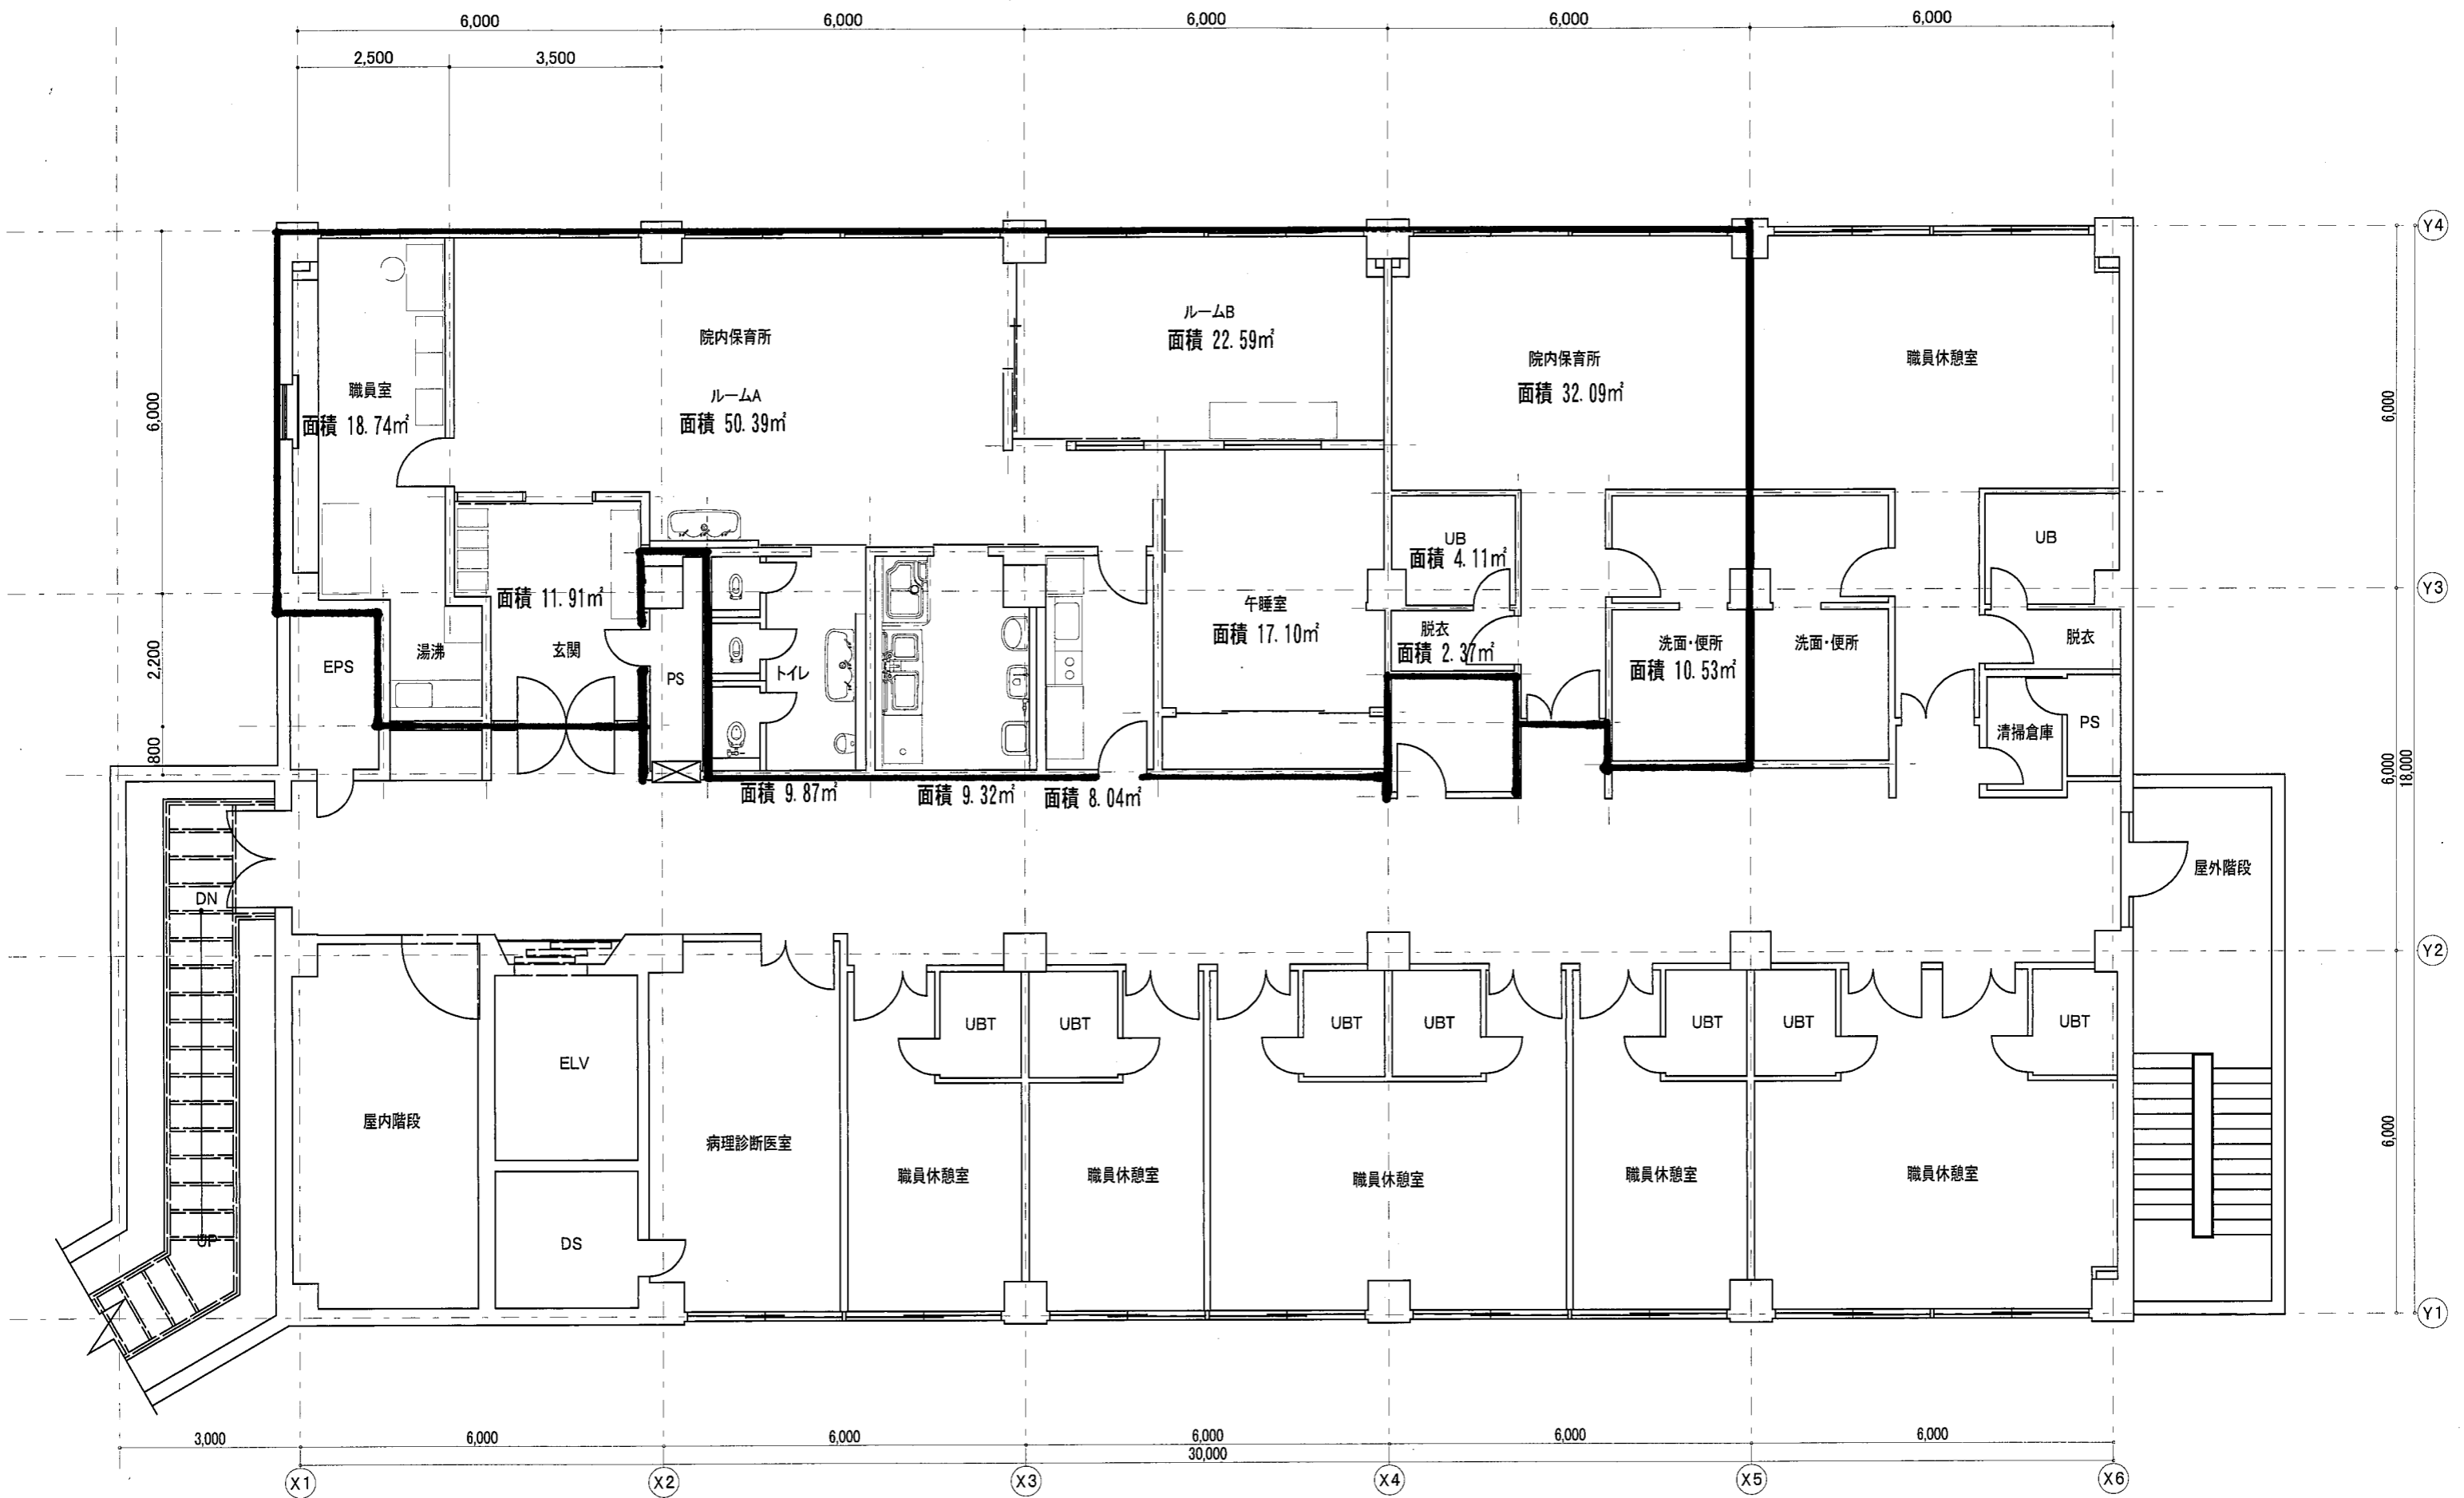 6,000
6,000
6,000
6,000
6,000
2,500
3,500
Y4
ルームB
面積 22.59㎡
院内保育所
ルームA
面積 50.39㎡
院内保育所
面積 32.09㎡
職員休憩室
職員室
面積 18.74㎡
6,000
6,000
UB
面積 4.11㎡
UB
Y3
面積 11.91㎡
午睡室
面積 17.10㎡
脱衣
面積 2.37㎡
洗面・便所
面積 10.53㎡
洗面・便所
脱衣
2,200
EPS
湯沸
玄関
PS
トイレ
清掃倉庫
PS
800
6,000
18,000
面積 9.87㎡
面積 9.32㎡
面積 8.04㎡
屋外階段
DN
Y2
UBT
UBT
UBT
UBT
UBT
UBT
UBT
ELV
屋内階段
病理診断医室
6,000
職員休憩室
職員休憩室
職員休憩室
職員休憩室
職員休憩室
UP
DS
Y1
3,000
6,000
6,000
6,000
6,000
6,000
30,000
X1
X2
X3
X4
X5
X6